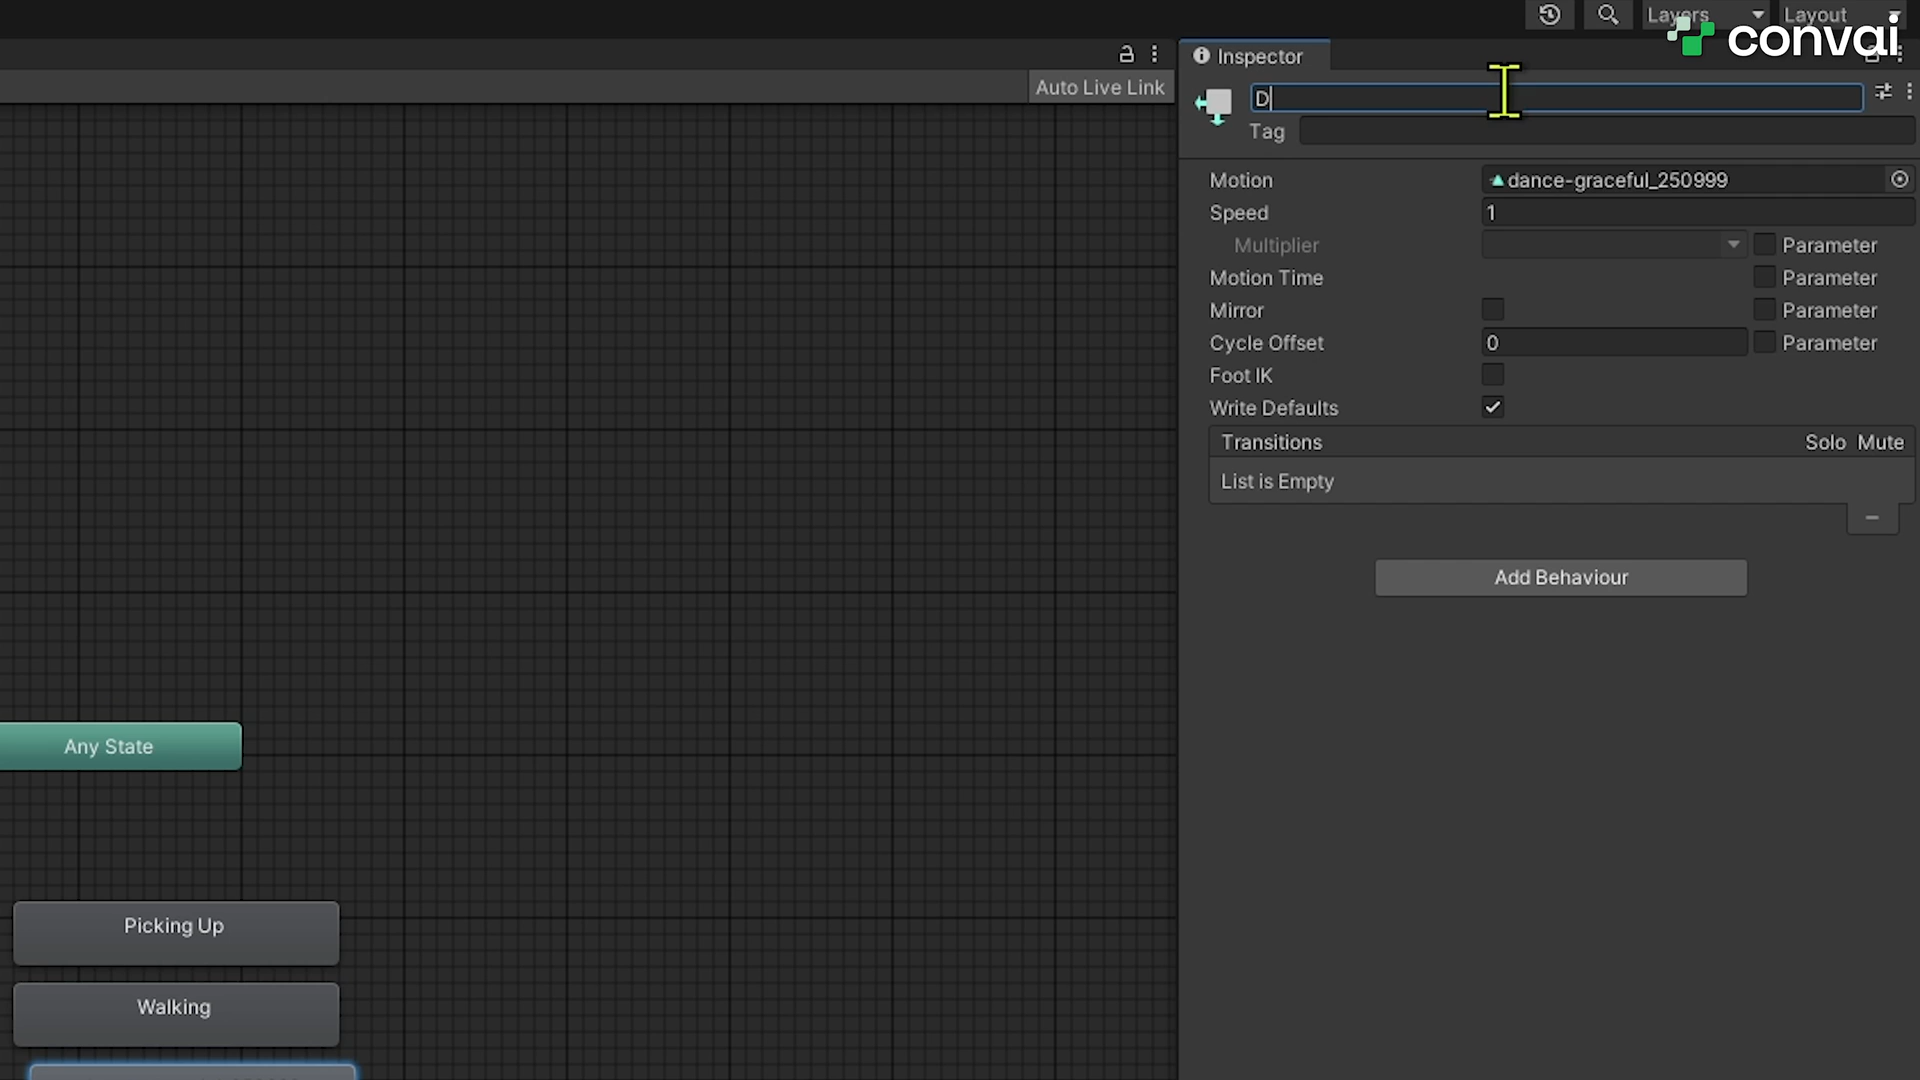 Layers
Layout
convai
Inspector
Auto Live Link
D
Tag
Motion
dance-graceful_250999
Speed
1
Multiplier
Parameter
Motion Time
Parameter
Mirror
Parameter
Cycle Offset
0
Parameter
Foot IK
Write Defaults
Transitions
Solo Mute
List is Empty
Add Behaviour
Any State
Picking Up
Walking